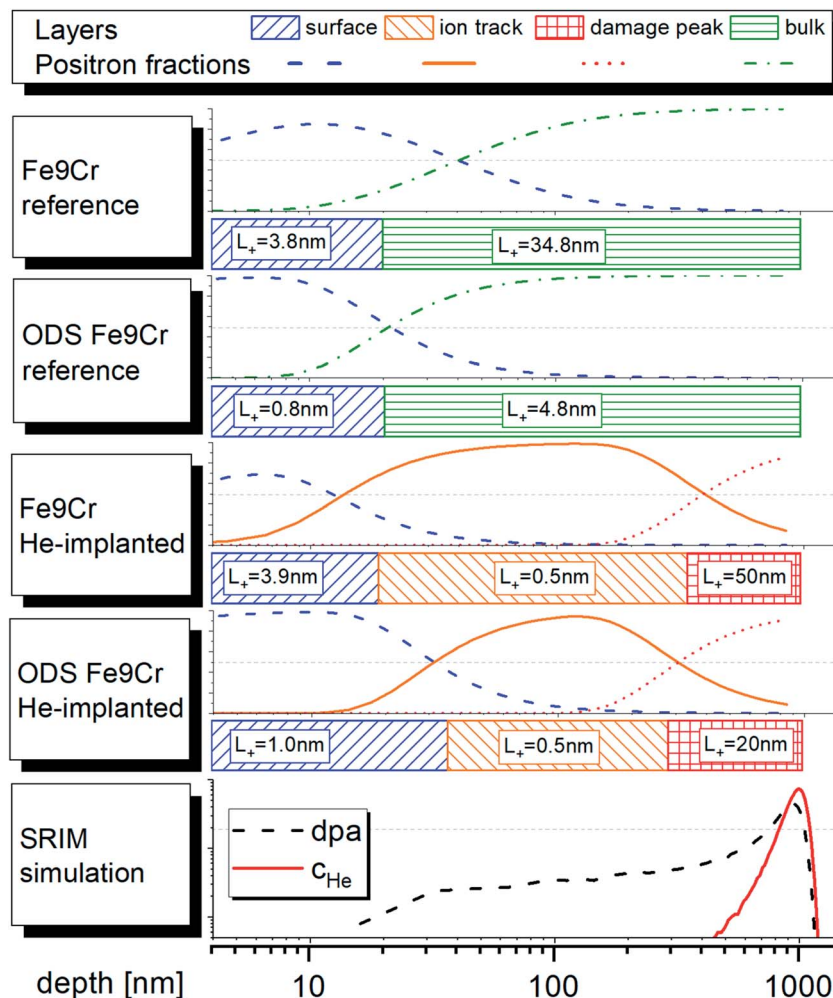 Layers surface ion track damage peak bulk
Positron fractions
Fe9Cr
reference
L+=3.8nm L+=34.8nm
ODS Fe9Cr
reference
L+=0.8nm L+=4.8nm
Fe9Cr
He-implanted
L+=3.9nm L+=0.5nm L+=50nm
ODS Fe9Cr
He-implanted
L+=1.0nm L+=0.5nm L+=20nm
SRIM
simulation
dpa
cHe
depth [nm] 10 100 1000